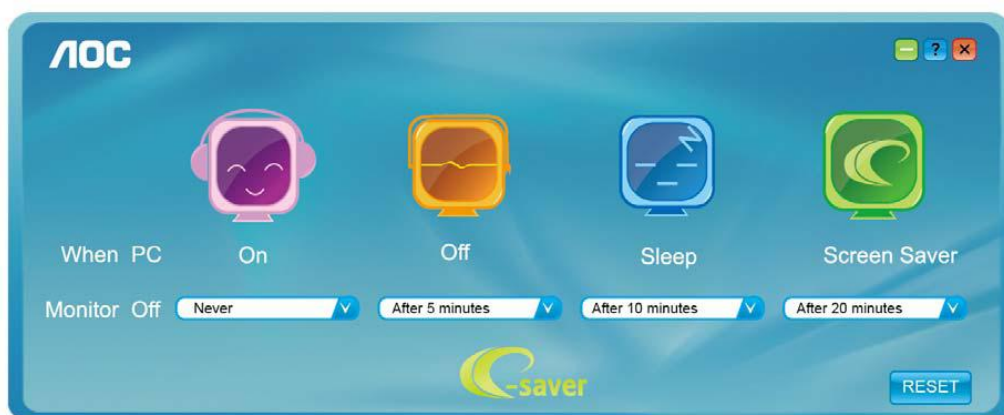 AOC
?
When PC On Off Sleep Screen Saver
Monitor Off Never After 5 minutes After 10 minutes After 20 minutes
e-saver
RESET